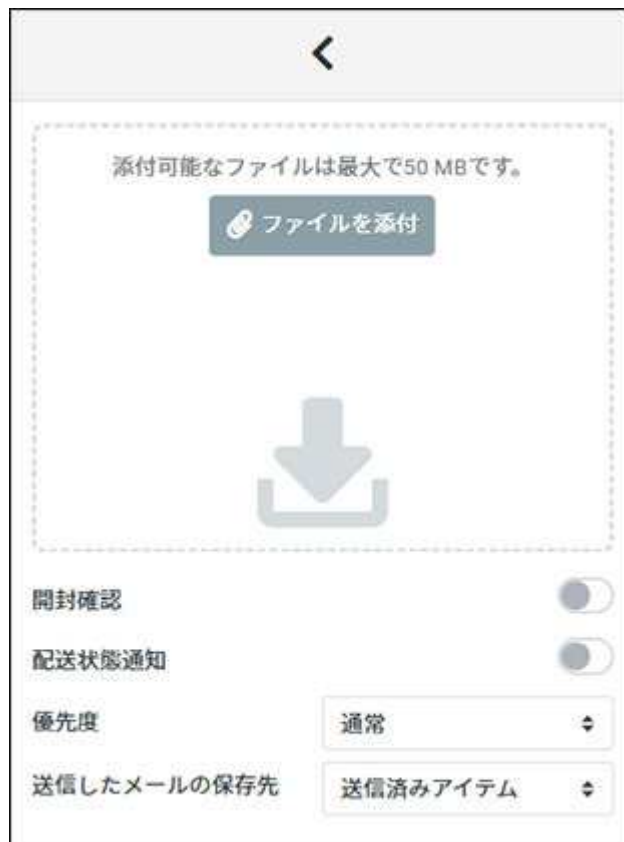 添付可能なファイルは最大で50 MBです。
ファイルを添付
開封確認
配送状態通知
優先度 通常
送信したメールの保存先 送信済みアイテム